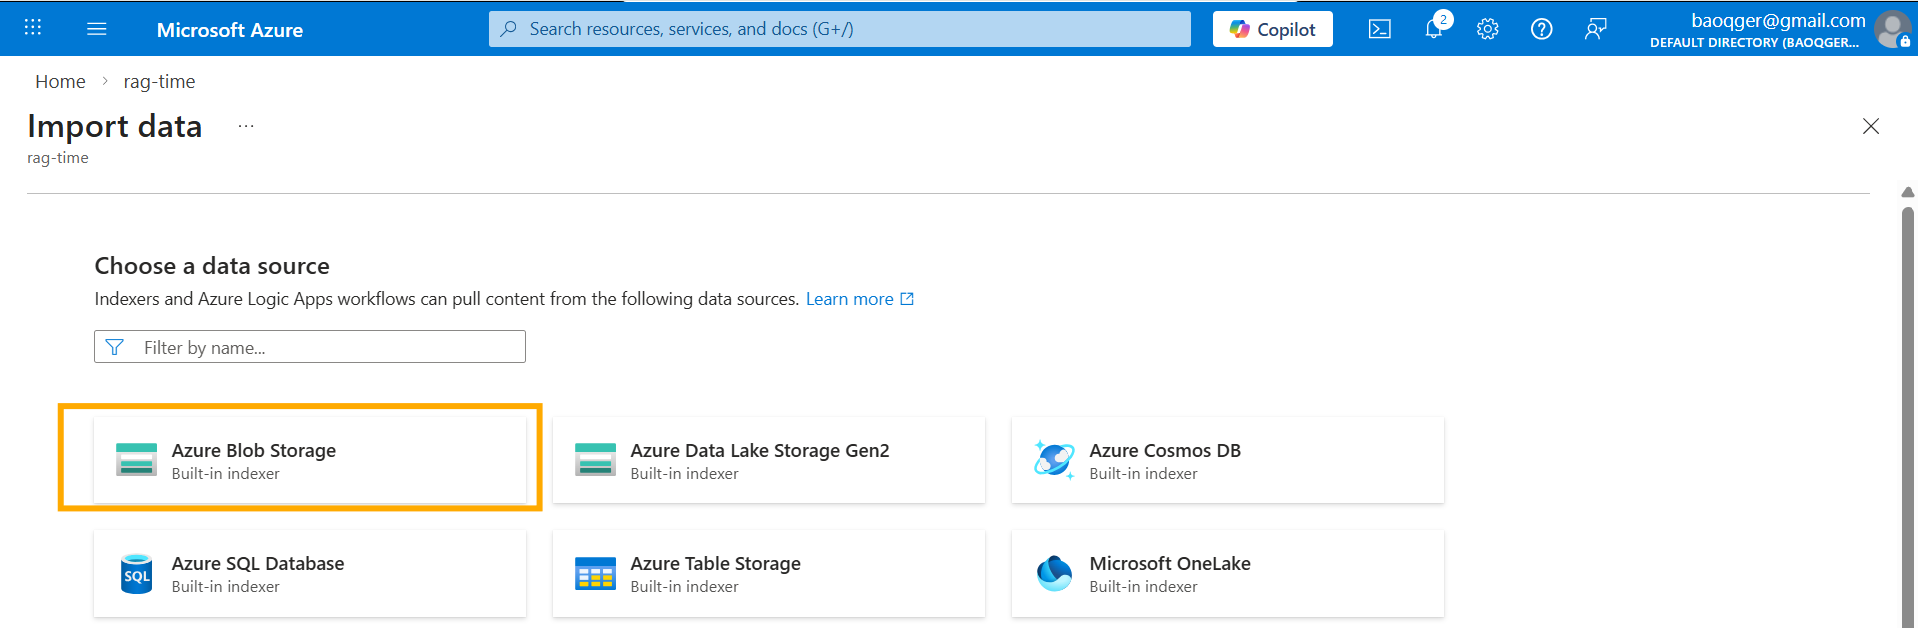 Microsoft Azure
Search resources, services, and docs (G+/)
Copilot
2
baoqger@gmail.com
DEFAULT DIRECTORY (BAOQGER...
Home > rag-time
Import data ...
rag-time
Choose a data source
Indexers and Azure Logic Apps workflows can pull content from the following data sources. Learn more
Filter by name...
Azure Blob Storage
Built-in indexer
Azure Data Lake Storage Gen2
Built-in indexer
Azure Cosmos DB
Built-in indexer
SQL
Azure SQL Database
Built-in indexer
Azure Table Storage
Built-in indexer
Microsoft OneLake
Built-in indexer